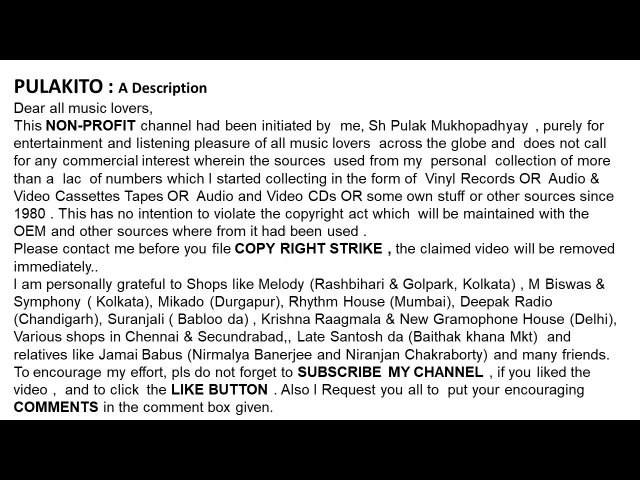 PULAKITO : A Description
Dear all music lovers,
This NON-PROFIT channel had been initiated by me, Sh Pulak Mukhopadhyay , purely for
entertainment and listening pleasure of all music lovers across the globe and does not call
for any commercial interest wherein the sources used from my personal collection of more
than a lac of numbers which I started collecting in the form of Vinyl Records OR Audio &
Video Cassettes Tapes OR Audio and Video CDs OR some own stuff or other sources since
1980 . This has no intention to violate the copyright act which will be maintained with the
OEM and other sources where from it had been used .
Please contact me before you file COPY RIGHT STRIKE , the claimed video will be removed
immediately..
I am personally grateful to Shops like Melody (Rashbihari & Golpark, Kolkata) , M Biswas &
Symphony ( Kolkata), Mikado (Durgapur), Rhythm House (Mumbai), Deepak Radio
(Chandigarh), Suranjali ( Babloo da) , Krishna Raagmala & New Gramophone House (Delhi),
Various shops in Chennai & Secundrabad,, Late Santosh da (Baithak khana Mkt) and
relatives like Jamai Babus (Nirmalya Banerjee and Niranjan Chakraborty) and many friends.
To encourage my effort, pls do not forget to SUBSCRIBE MY CHANNEL , if you liked the
video , and to click the LIKE BUTTON . Also I Request you all to put your encouraging
COMMENTS in the comment box given.